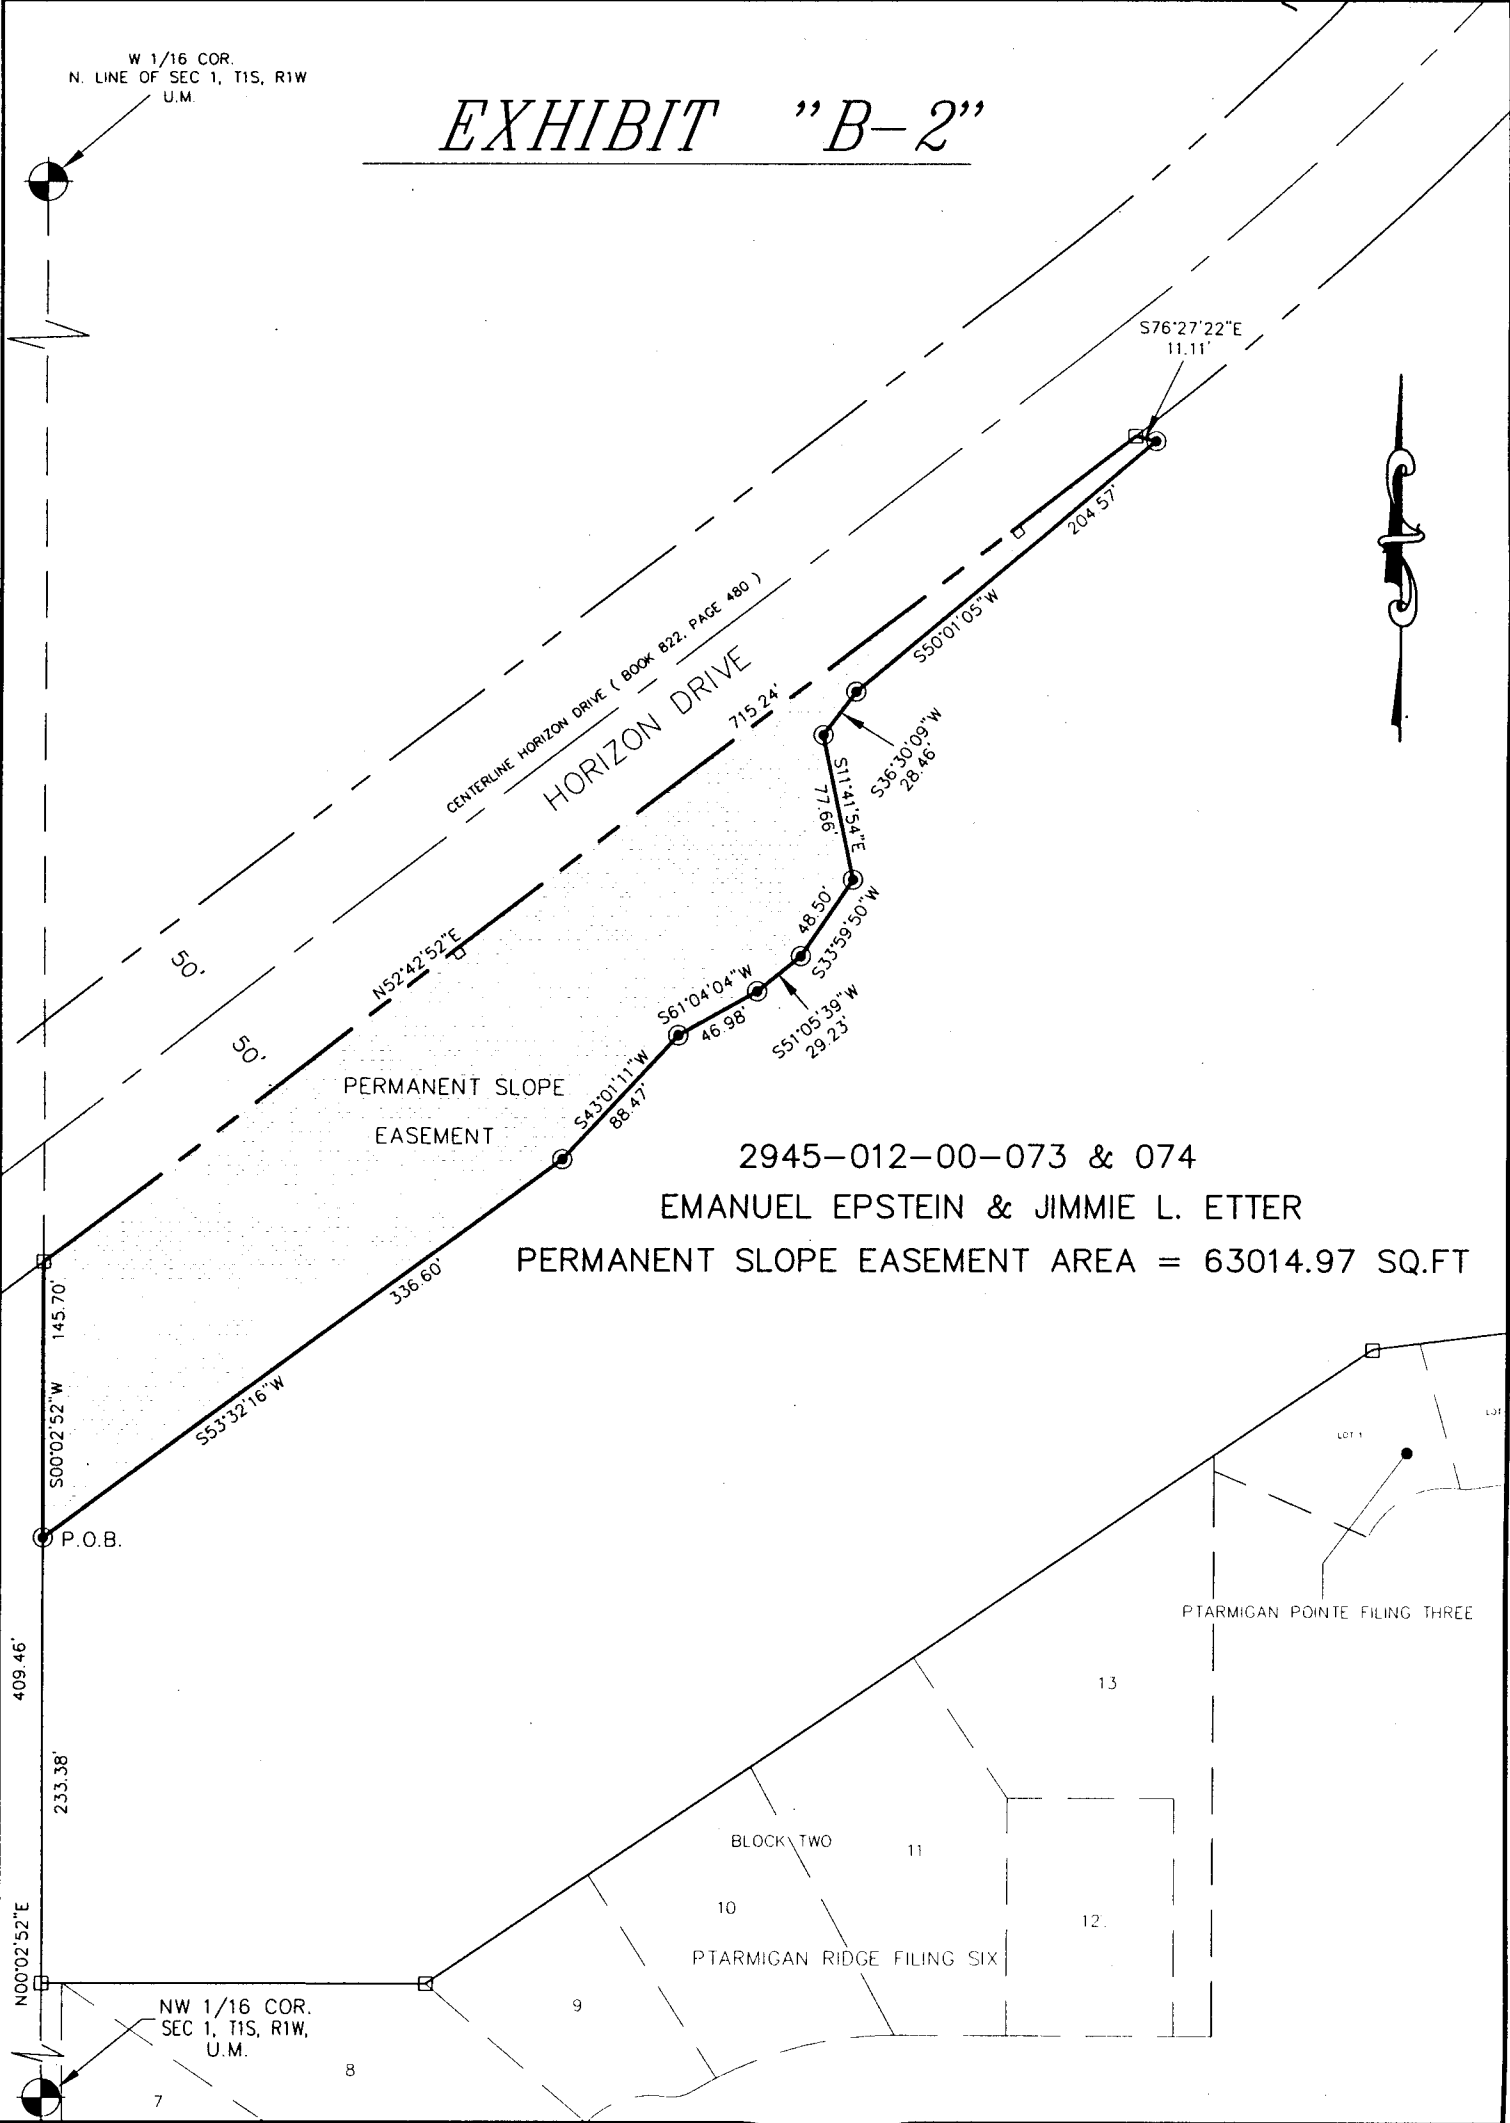 W 1/16 COR.
N. LINE OF SEC 1, T1S, R1W
U.M.
EXHIBIT "B-2"
S76°27'22"E
11.11'
204.57'
S50°01'05"W
CENTERLINE HORIZON DRIVE ( BOOK 822, PAGE 480 )
HORIZON DRIVE
715.24'
S36°30'09"W
28.46'
S11°41'54"E
77.66'
48.50'
S33°59'50"W
N52°42'52"E
50'
50'
S61°04'04"W
46.98'
S51°05'39"W
29.23'
S43°01'11"W
88.47'
PERMANENT SLOPE
EASEMENT
2945-012-00-073 & 074
EMANUEL EPSTEIN & JIMMIE L. ETTER
PERMANENT SLOPE EASEMENT AREA = 63014.97 SQ.FT
336.60'
145.70'
S00°02'52"W
S53°32'16"W
P.O.B.
LOT 1
LOT
PTARMIGAN POINTE FILING THREE
409.46'
233.38'
N00°02'52"E
13
BLOCK TWO
11
10
12
PTARMIGAN RIDGE FILING SIX
9
NW 1/16 COR.
SEC 1, T1S, R1W,
U.M.
8
7